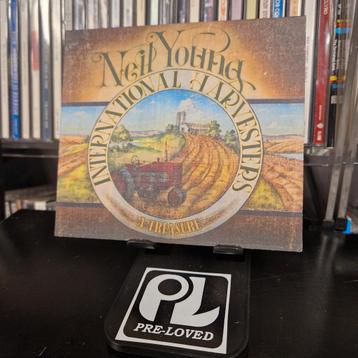 Neil Young
INTERNATIONAL HARVESTERS
A TREASURE
PL
PRE-LOVED